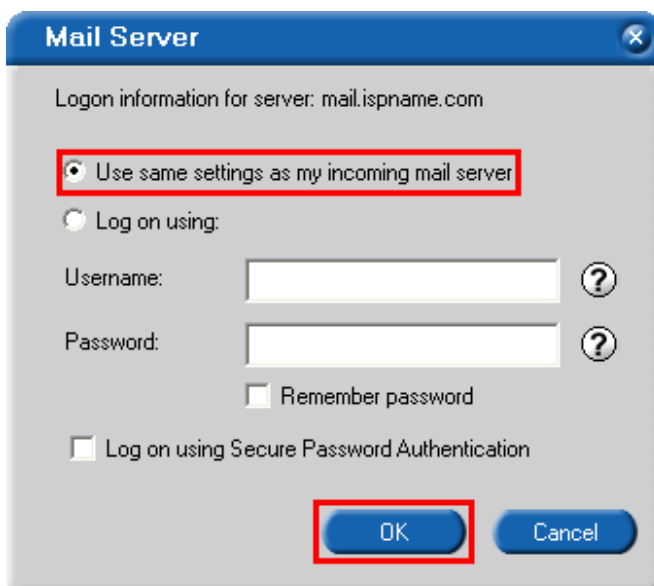 Mail Server
Logon information for server: mail.ispname.com
Use same settings as my incoming mail server
Log on using:
Username:
?
Password:
?
Remember password
Log on using Secure Password Authentication
OK
Cancel